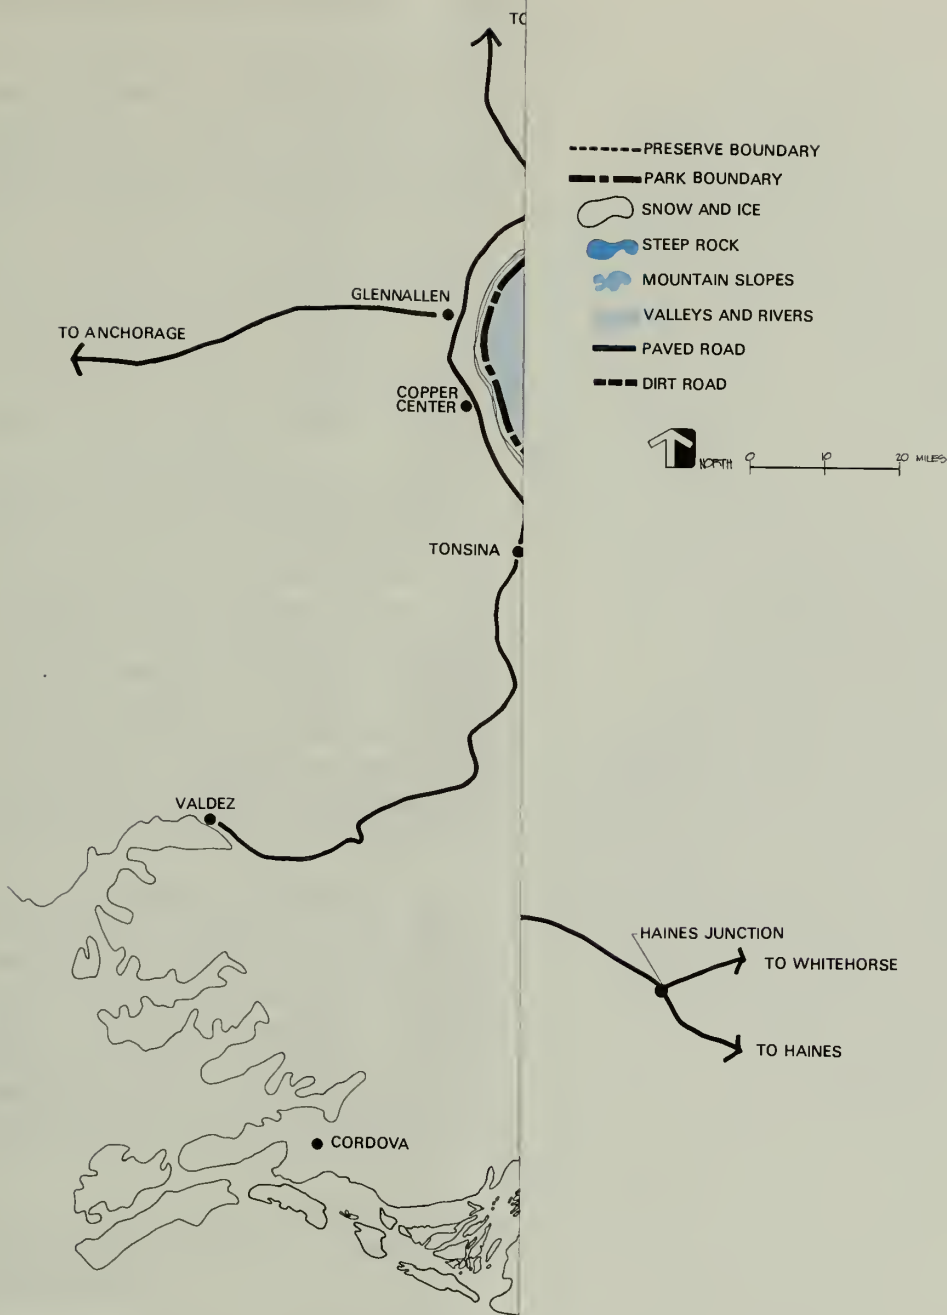 TO
PRESERVE BOUNDARY
PARK BOUNDARY
SNOW AND ICE
STEEP ROCK
MOUNTAIN SLOPES
VALLEYS AND RIVERS
PAVED ROAD
DIRT ROAD
NORTH 0 10 20 MILES
GLENNALLEN
TO ANCHORAGE
COPPER
CENTER
TONSINA
VALDEZ
HAINES JUNCTION
TO WHITEHORSE
TO HAINES
CORDOVA